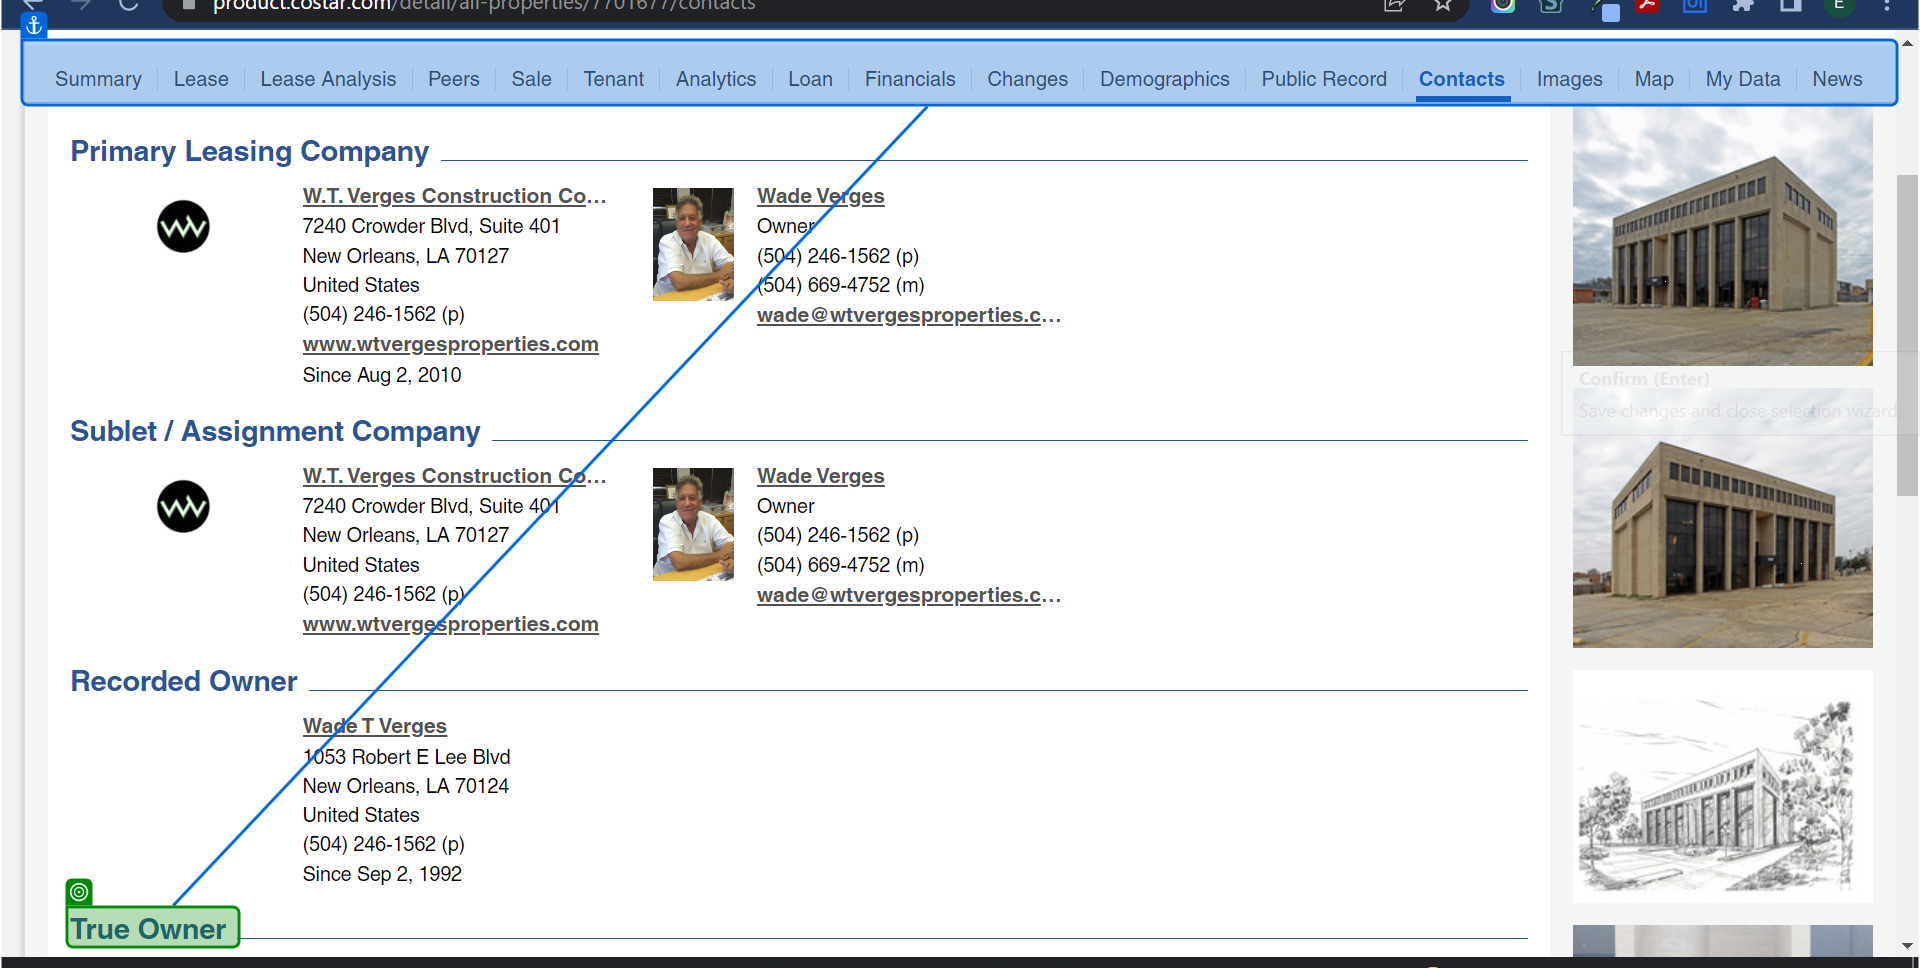 product.costar.com/detail/all-properties/7701677/contacts
E
Summary Lease Lease Analysis Peers Sale Tenant Analytics Loan Financials Changes Demographics Public Record Contacts Images Map My Data News
Primary Leasing Company
W.T. Verges Construction Co...
7240 Crowder Blvd, Suite 401
New Orleans, LA 70127
United States
(504) 246-1562 (p)
www.wtvergesproperties.com
Since Aug 2, 2010
Wade Verges
Owner
(504) 246-1562 (p)
(504) 669-4752 (m)
wade@wtvergesproperties.c...
Confirm (Enter)
Save changes and close selection wizard.
Sublet / Assignment Company
W.T. Verges Construction Co...
7240 Crowder Blvd, Suite 401
New Orleans, LA 70127
United States
(504) 246-1562 (p)
www.wtvergesproperties.com
Wade Verges
Owner
(504) 246-1562 (p)
(504) 669-4752 (m)
wade@wtvergesproperties.c...
Recorded Owner
Wade T Verges
1053 Robert E Lee Blvd
New Orleans, LA 70124
United States
(504) 246-1562 (p)
Since Sep 2, 1992
True Owner